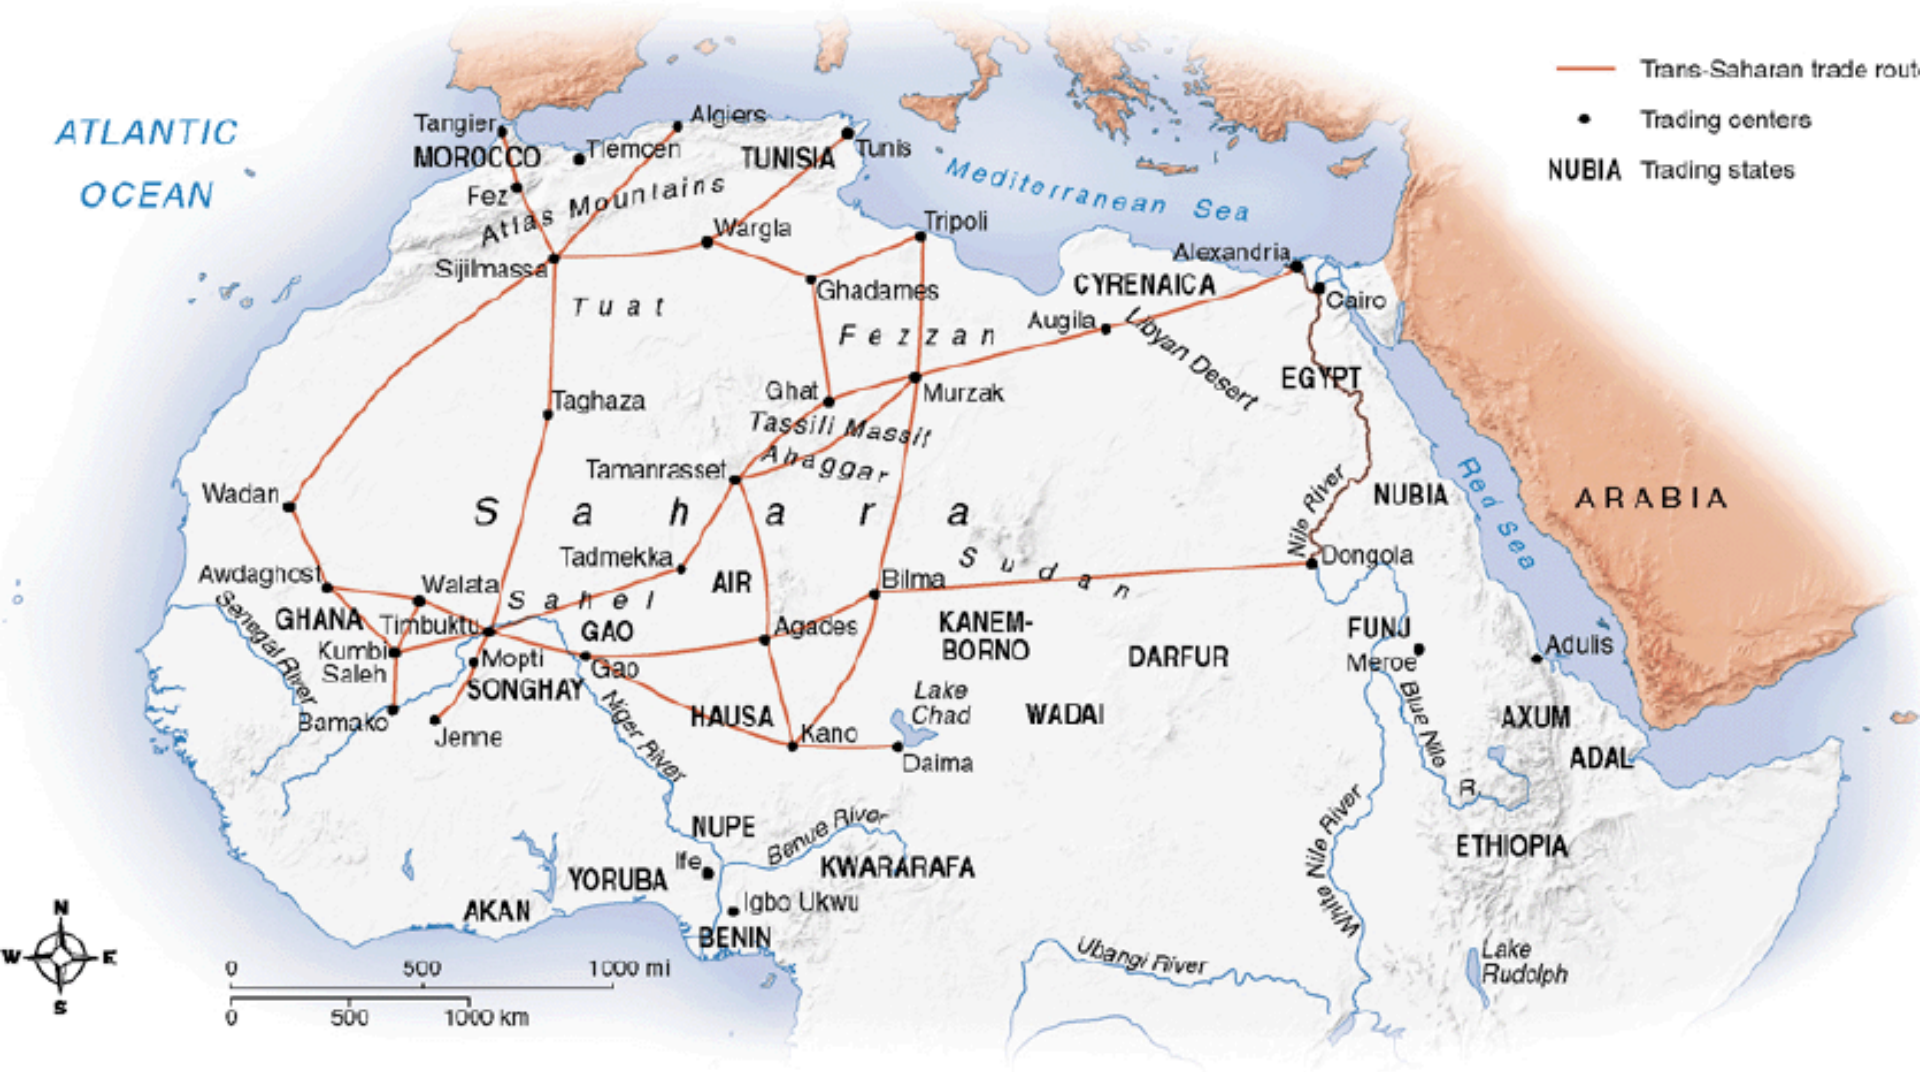 Trans-Saharan trade rout
Trading centers
NUBIA Trading states
ATLANTIC
OCEAN
Tangier
Algiers
MOROCCO
Tlemcen
TUNISIA
Tunis
Fez
Atlas Mountains
Mediterranean Sea
Wargla
Tripoli
Sijilmassa
Alexandria
Tuat
Ghadames
CYRENAICA
Cairo
Fezzan
Augila
Libyan Desert
EGYPT
Ghat
Murzak
Taghaza
Tassili Massif
Ahaggar
Tamanrasset
Wadan
Sahara
Nile River
NUBIA
Red Sea
ARABIA
Tadmekka
Sudan
Dongola
Awdaghost
Walata
Sahel
AIR
Bilma
Senegal River
GHANA
Timbuktu
GAO
Agades
KANEM-
BORNO
FUNJ
Adulis
Kumbi
Saleh
Mopti
Gao
DARFUR
Meroe
SONGHAY
Niger River
Lake
Chad
Blue Nile
R.
Bamako
Jenne
HAUSA
Kano
WADAI
AXUM
Daima
ADAL
NUPE
Benue River
White Nile River
ETHIOPIA
Ife
KWARARAFA
YORUBA
Igbo Ukwu
AKAN
BENIN
Ubangi River
Lake
Rudolph
N
W E
S
0 500 1000 mi
0 500 1000 km